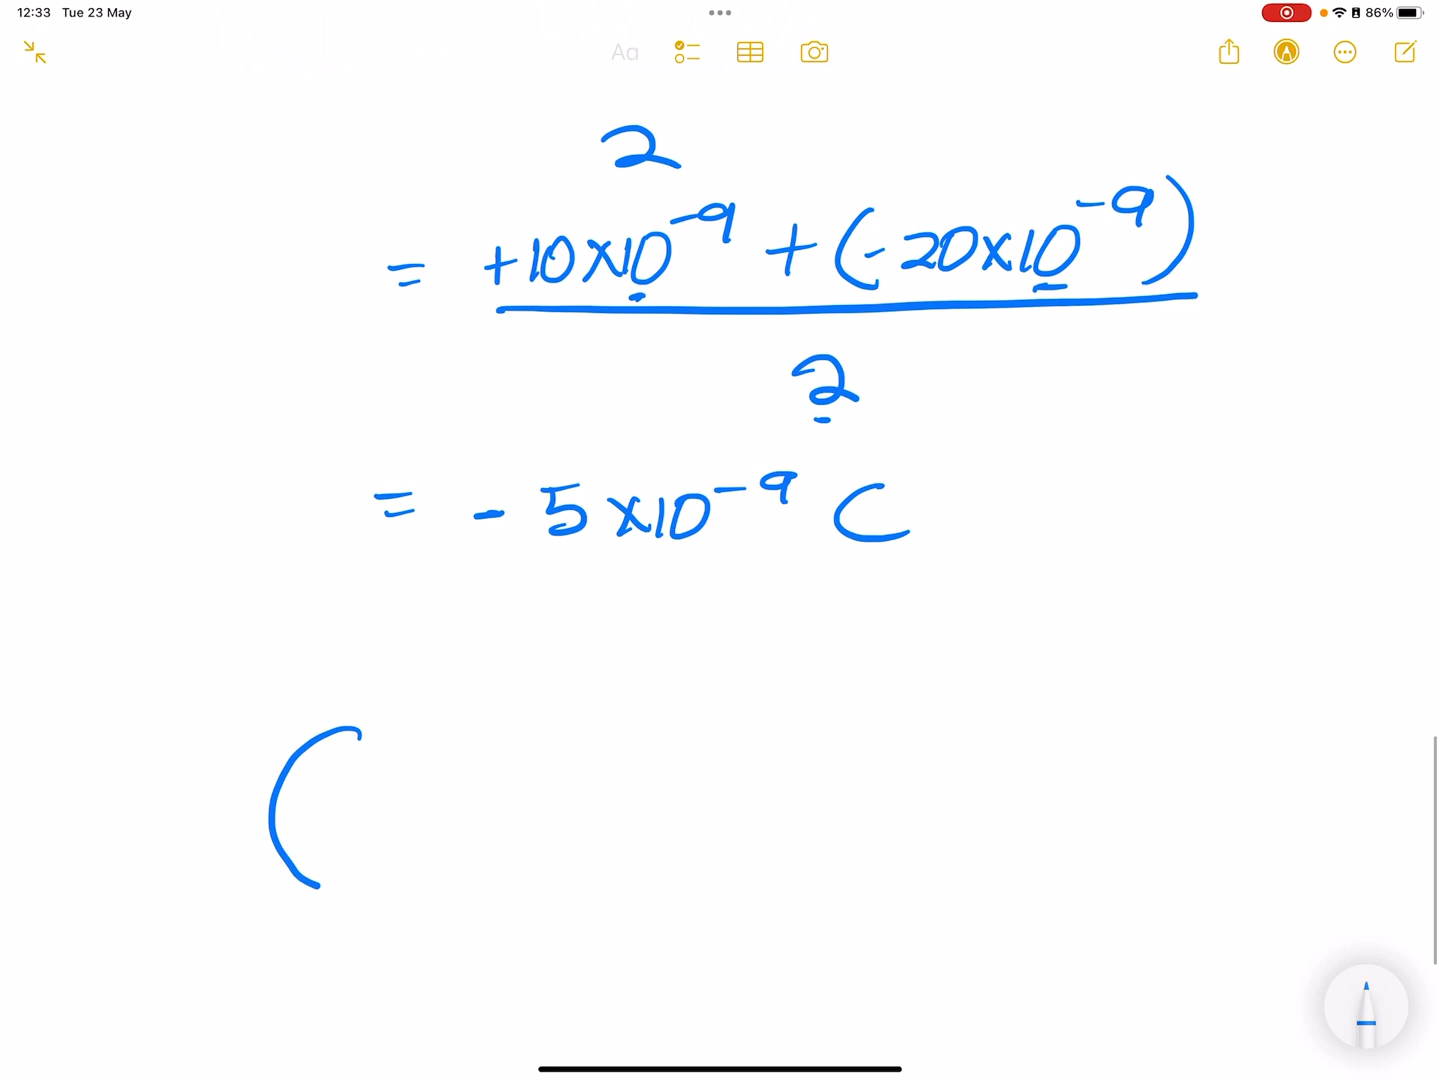 12:33 Tue 23 May 86%
Aa
2
= +10×10⁻⁹ + (-20×10⁻⁹)
2
= - 5×10⁻⁹ C
(